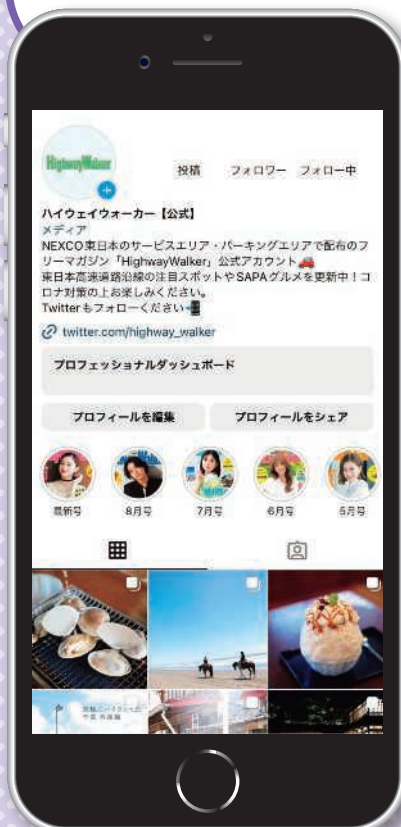 HighwayWalker
投稿 フォロワー フォロー中
ハイウェイウォーカー【公式】
メディア
NEXCO東日本のサービスエリア・パーキングエリアで配布のフ
リーマガジン「HighwayWalker」公式アカウント🚗
東日本高速道路沿線の注目スポットやSAPAグルメを更新中！コ
ロナ対策の上お楽しみください。
Twitterもフォローください📲
twitter.com/highway_walker
プロフェッショナルダッシュボード
プロフィールを編集 プロフィールをシェア
最新号 8月号 7月号 6月号 5月号